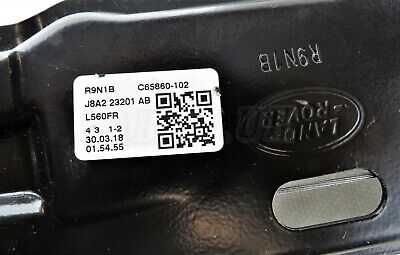 R9N1B C65860-102
J8A2 23201 AB
L560FR
4 3 1-2
30.03.18
01.54.55
R9N1B
LAND
ROVER